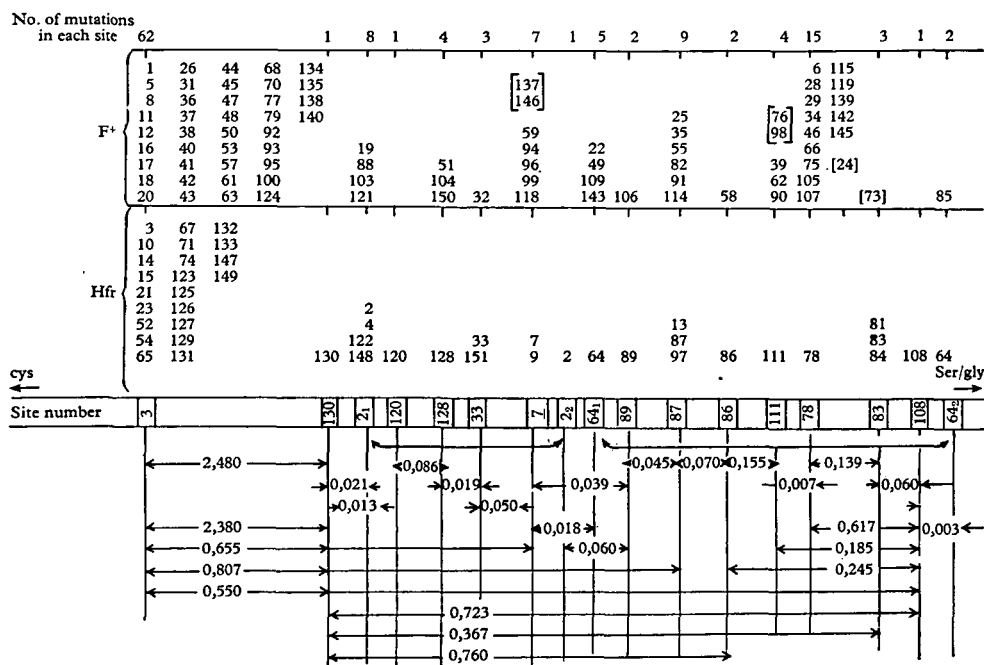 No. of mutations
in each site 62 1 8 1 4 3 7 1 5 2 9 2 4 15 3 1 2
1 26 44 68 134 6 115
5 31 45 70 135 [137 28 119
8 36 47 77 138 146] 29 139
11 37 48 79 140 25 [76 34 142
F+ 12 38 50 92 59 35 98] 46 145
16 40 53 93 19 94 22 55 66
17 41 57 95 88 51 96 49 82 39 75 [24]
18 42 61 100 103 104 99 109 91 62 105
20 43 63 124 121 150 32 118 143 106 114 58 90 107 [73] 85
3 67 132
10 71 133
14 74 147
15 123 149
Hfr 21 125
23 126 2
52 127 4 13 81
54 129 122 33 7 87 83
65 131 130 148 120 128 151 9 2 64 89 97 86 111 78 84 108 64
cys Ser/gly
Site number 3 130 2₁ 120 128 33 7 2₂ 64₁ 89 87 86 111 78 83 108 64₂
2,480 0,086 0,045 0,070 0,155 0,139
0,021 0,019 0,039 0,007 0,060
0,013 0,050
2,380 0,018 0,617 0,003
0,655 0,060 0,185
0,807 0,245
0,550
0,723
0,367
0,760